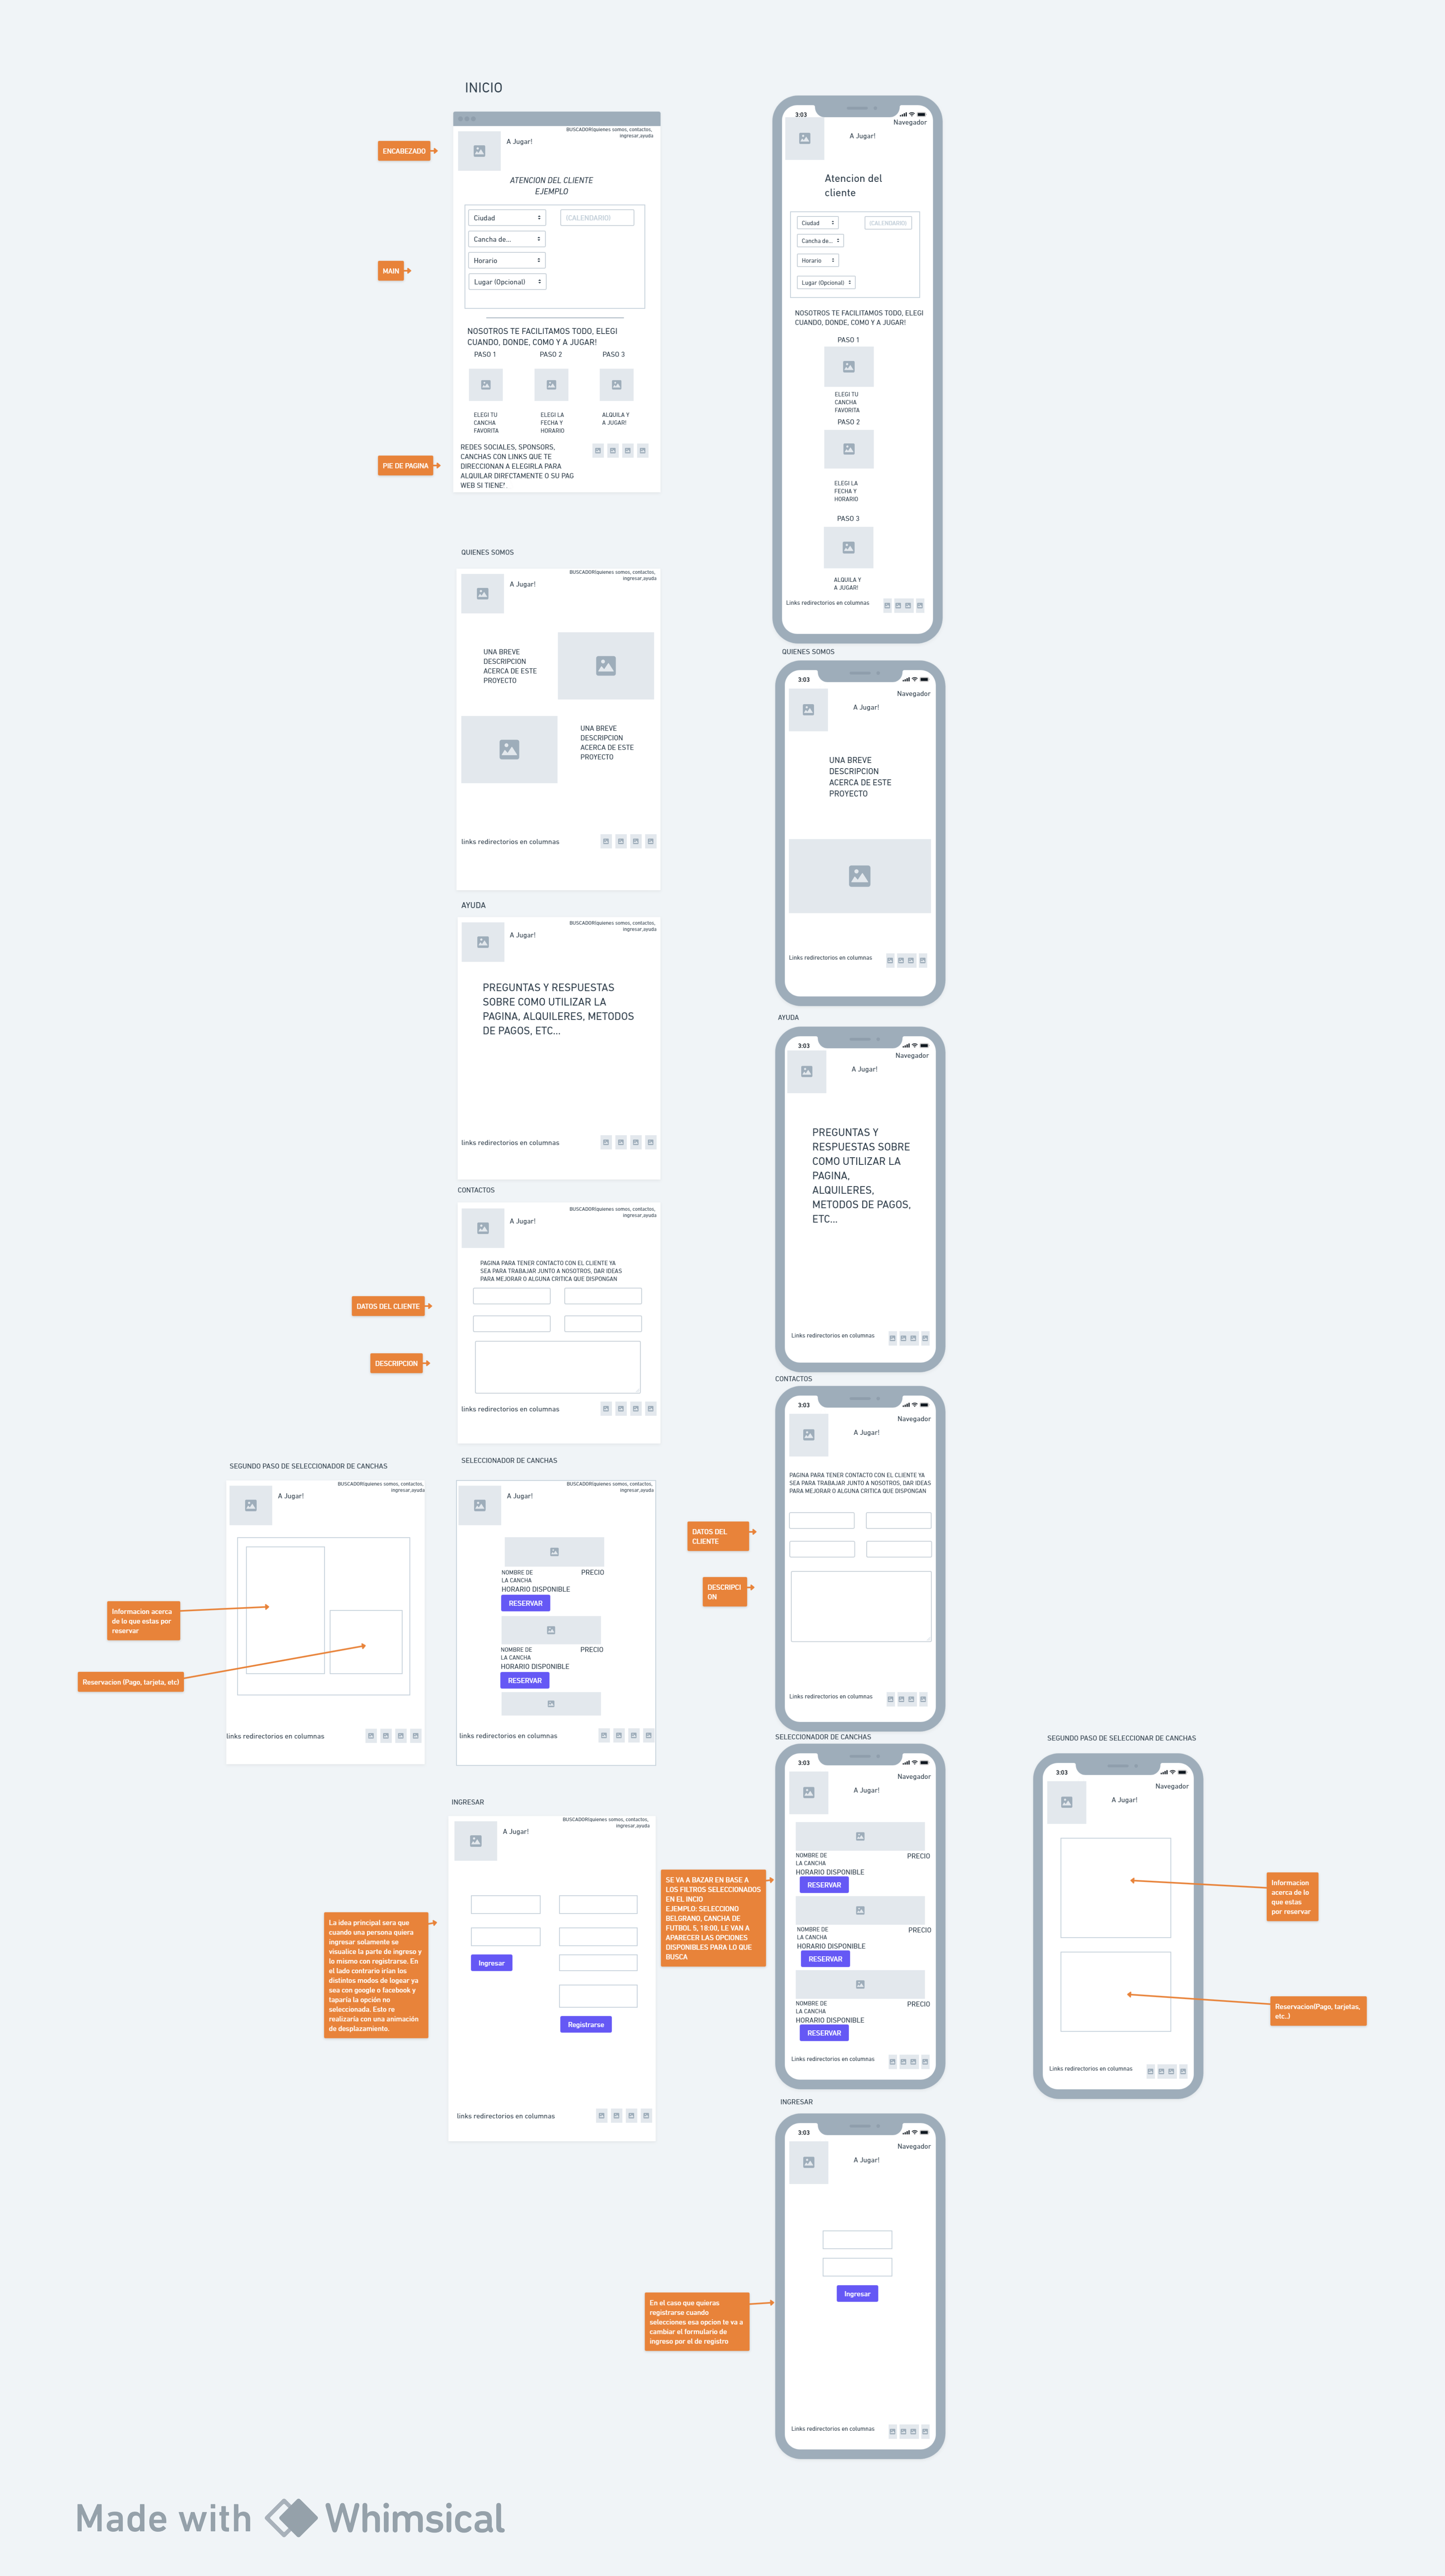 INICIO
ENCABEZADO
A Jugar!
BUSCADOR(quienes somos, contactos,
ingresar,ayuda
ATENCION DEL CLIENTE
EJEMPLO
MAIN
Ciudad
(CALENDARIO)
Cancha de...
Horario
Lugar (Opcional)
NOSOTROS TE FACILITAMOS TODO, ELEGI
CUANDO, DONDE, COMO Y A JUGAR!
PASO 1
PASO 2
PASO 3
ELEGI TU
CANCHA
FAVORITA
ELEGI LA
FECHA Y
HORARIO
ALQUILA Y
A JUGAR!
PIE DE PAGINA
REDES SOCIALES, SPONSORS,
CANCHAS CON LINKS QUE TE
DIRECCIONAN A ELEGIRLA PARA
ALQUILAR DIRECTAMENTE O SU PAG
WEB SI TIENE?
3:03
Navegador
A Jugar!
Atencion del
cliente
Ciudad
(CALENDARIO)
Cancha de...
Horario
Lugar (Opcional)
NOSOTROS TE FACILITAMOS TODO, ELEGI
CUANDO, DONDE, COMO Y A JUGAR!
PASO 1
ELEGI TU
CANCHA
FAVORITA
PASO 2
ELEGI LA
FECHA Y
HORARIO
PASO 3
ALQUILA Y
A JUGAR!
Links redirectorios en columnas
QUIENES SOMOS
A Jugar!
BUSCADOR(quienes somos, contactos,
ingresar,ayuda
UNA BREVE
DESCRIPCION
ACERCA DE ESTE
PROYECTO
UNA BREVE
DESCRIPCION
ACERCA DE ESTE
PROYECTO
links redirectorios en columnas
QUIENES SOMOS
3:03
Navegador
A Jugar!
UNA BREVE
DESCRIPCION
ACERCA DE ESTE
PROYECTO
Links redirectorios en columnas
AYUDA
A Jugar!
BUSCADOR(quienes somos, contactos,
ingresar,ayuda
PREGUNTAS Y RESPUESTAS
SOBRE COMO UTILIZAR LA
PAGINA, ALQUILERES, METODOS
DE PAGOS, ETC...
links redirectorios en columnas
AYUDA
3:03
Navegador
A Jugar!
PREGUNTAS Y
RESPUESTAS SOBRE
COMO UTILIZAR LA
PAGINA,
ALQUILERES,
METODOS DE PAGOS,
ETC...
Links redirectorios en columnas
CONTACTOS
A Jugar!
BUSCADOR(quienes somos, contactos,
ingresar,ayuda
PAGINA PARA TENER CONTACTO CON EL CLIENTE YA
SEA PARA TRABAJAR JUNTO A NOSOTROS, DAR IDEAS
PARA MEJORAR O ALGUNA CRITICA QUE DISPONGAN
DATOS DEL CLIENTE
DESCRIPCION
links redirectorios en columnas
CONTACTOS
3:03
Navegador
A Jugar!
PAGINA PARA TENER CONTACTO CON EL CLIENTE YA
SEA PARA TRABAJAR JUNTO A NOSOTROS, DAR IDEAS
PARA MEJORAR O ALGUNA CRITICA QUE DISPONGAN
DATOS DEL
CLIENTE
DESCRIPCI
ON
Links redirectorios en columnas
SEGUNDO PASO DE SELECCIONADOR DE CANCHAS
A Jugar!
BUSCADOR(quienes somos, contactos,
ingresar,ayuda
Informacion acerca
de lo que estas por
reservar
Reservacion (Pago, tarjeta, etc)
links redirectorios en columnas
SELECCIONADOR DE CANCHAS
A Jugar!
BUSCADOR(quienes somos, contactos,
ingresar,ayuda
NOMBRE DE
LA CANCHA
PRECIO
HORARIO DISPONIBLE
RESERVAR
NOMBRE DE
LA CANCHA
PRECIO
HORARIO DISPONIBLE
RESERVAR
links redirectorios en columnas
SELECCIONADOR DE CANCHAS
3:03
Navegador
A Jugar!
NOMBRE DE
LA CANCHA
PRECIO
HORARIO DISPONIBLE
RESERVAR
NOMBRE DE
LA CANCHA
PRECIO
HORARIO DISPONIBLE
RESERVAR
NOMBRE DE
LA CANCHA
PRECIO
HORARIO DISPONIBLE
RESERVAR
Links redirectorios en columnas
SE VA A BAZAR EN BASE A
LOS FILTROS SELECCIONADOS
EN EL INCIO
EJEMPLO: SELECCIONO
BELGRANO, CANCHA DE
FUTBOL 5, 18:00, LE VAN A
APARECER LAS OPCIONES
DISPONIBLES PARA LO QUE
BUSCA
SEGUNDO PASO DE SELECCIONAR DE CANCHAS
3:03
Navegador
A Jugar!
Informacion
acerca de lo
que estas
por reservar
Reservacion(Pago, tarjetas,
etc..)
Links redirectorios en columnas
INGRESAR
A Jugar!
BUSCADOR(quienes somos, contactos,
ingresar,ayuda
Ingresar
Registrarse
La idea principal sera que
cuando una persona quiera
ingresar solamente se
visualice la parte de ingreso y
lo mismo con registrarse. En
el lado contrario irían los
distintos modos de logear ya
sea con google o facebook y
taparía la opción no
seleccionada. Esto re
realizaría con una animación
de desplazamiento.
links redirectorios en columnas
INGRESAR
3:03
Navegador
A Jugar!
Ingresar
En el caso que quieras
registrarse cuando
selecciones esa opcion te va a
cambiar el formulario de
ingreso por el de registro
Links redirectorios en columnas
Made with Whimsical